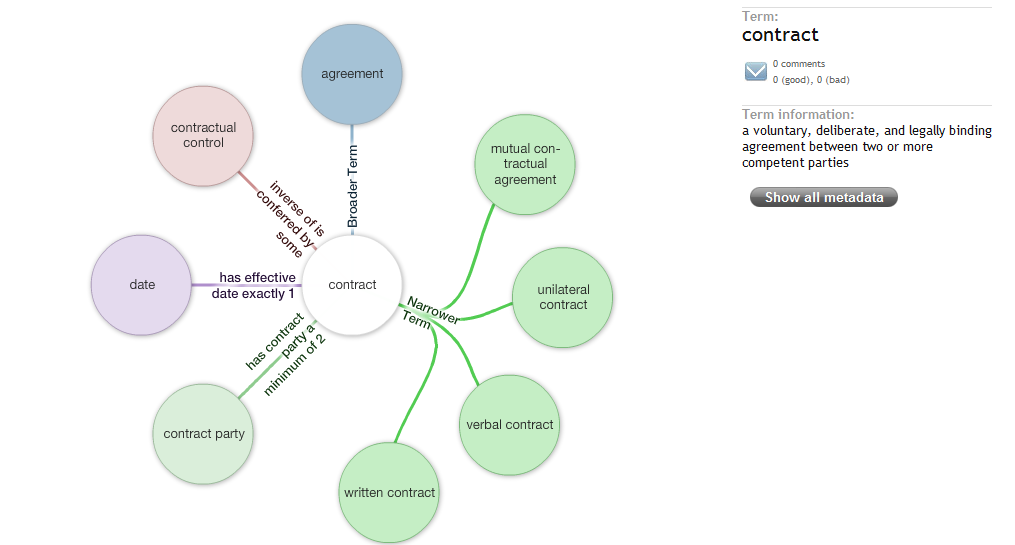 agreement
contractual
control
mutual con-
tractual
agreement
Broader Term
inverse of is
conferred by
some
date
has effective
date exactly 1
contract
unilateral
contract
Narrower
Term
has contract
party a
minimum of 2
contract party
verbal contract
written contract
Term:
contract
0 comments
0 (good), 0 (bad)
Term information:
a voluntary, deliberate, and legally binding
agreement between two or more
competent parties
Show all metadata